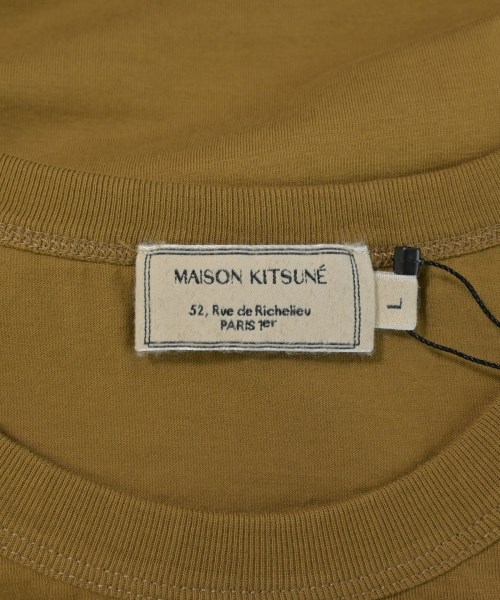 MAISON KITSUNÉ
52, Rue de Richelieu
PARIS 1er
L